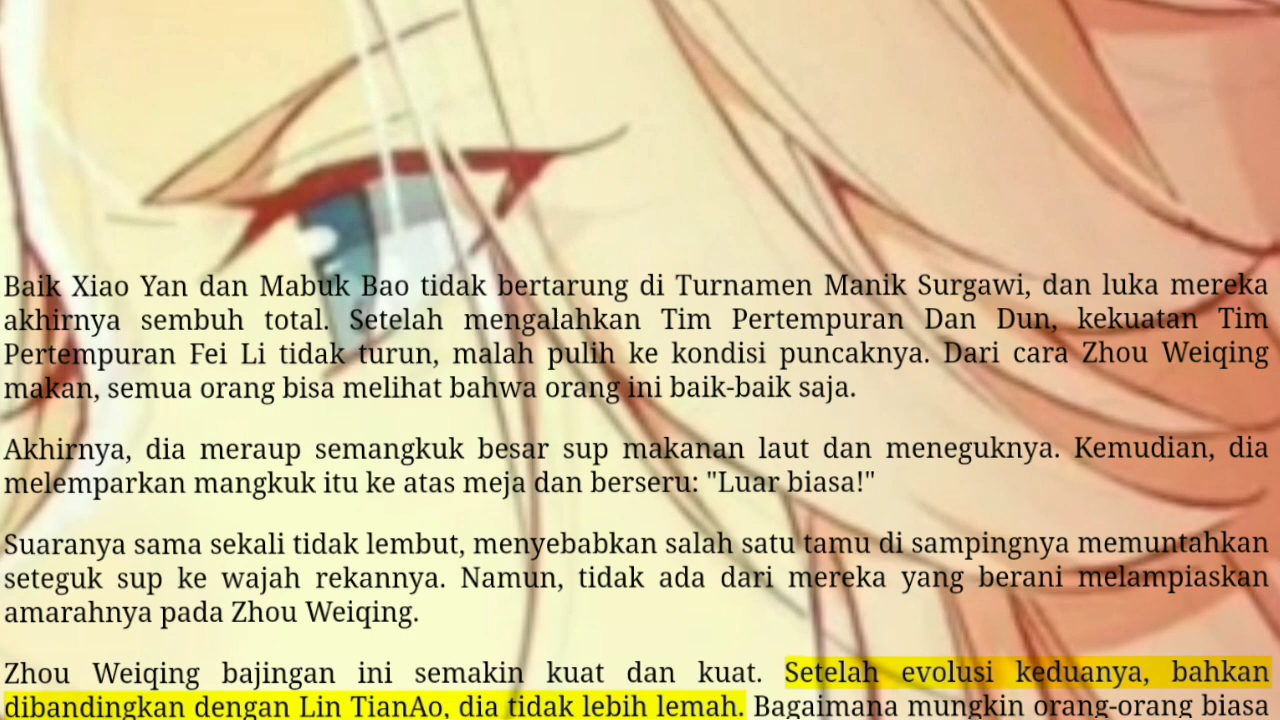 Baik Xiao Yan dan Mabuk Bao tidak bertarung di Turnamen Manik Surgawi, dan luka mereka
akhirnya sembuh total. Setelah mengalahkan Tim Pertempuran Dan Dun, kekuatan Tim
Pertempuran Fei Li tidak turun, malah pulih ke kondisi puncaknya. Dari cara Zhou Weiqing
makan, semua orang bisa melihat bahwa orang ini baik-baik saja.
Akhirnya, dia meraup semangkuk besar sup makanan laut dan meneguknya. Kemudian, dia
melemparkan mangkuk itu ke atas meja dan berseru: "Luar biasa!"
Suaranya sama sekali tidak lembut, menyebabkan salah satu tamu di sampingnya memuntahkan
seteguk sup ke wajah rekannya. Namun, tidak ada dari mereka yang berani melampiaskan
amarahnya pada Zhou Weiqing.
Zhou Weiqing bajingan ini semakin kuat dan kuat. Setelah evolusi keduanya, bahkan
dibandingkan dengan Lin TianAo, dia tidak lebih lemah. Bagaimana mungkin orang-orang biasa